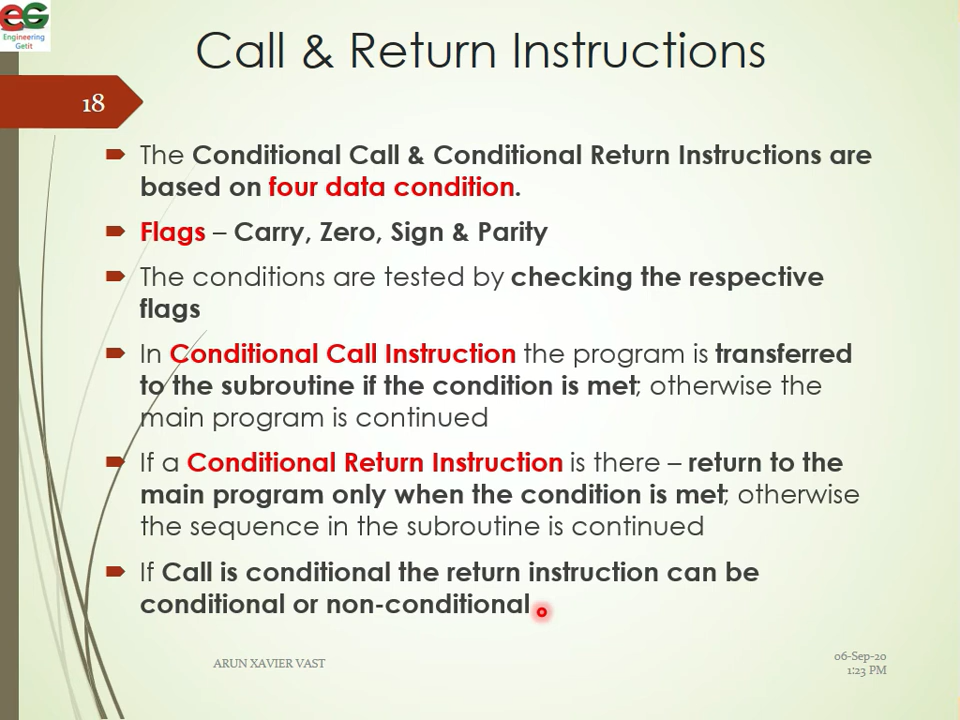 EG
Engineering
Getit
Call & Return Instructions
18
The Conditional Call & Conditional Return Instructions are
based on four data condition.
Flags – Carry, Zero, Sign & Parity
The conditions are tested by checking the respective
flags
In Conditional Call Instruction the program is transferred
to the subroutine if the condition is met; otherwise the
main program is continued
If a Conditional Return Instruction is there – return to the
main program only when the condition is met; otherwise
the sequence in the subroutine is continued
If Call is conditional the return instruction can be
conditional or non-conditional
ARUN XAVIER VAST
06-Sep-20
1:23 PM